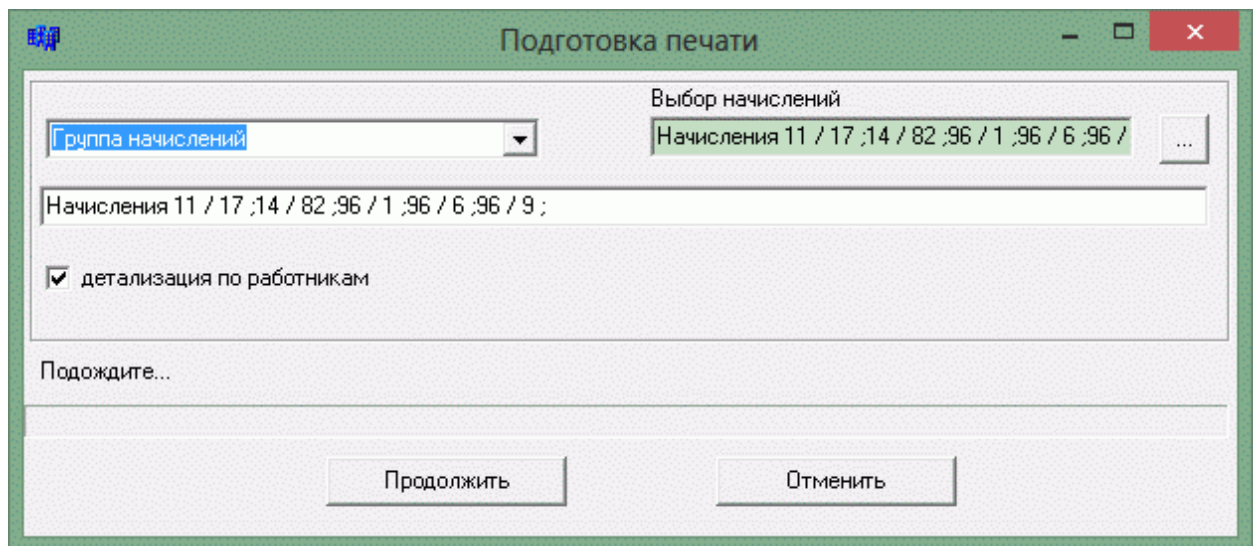 Подготовка печати
Выбор начислений
Группа начислений
Начисления 11 / 17 ;14 / 82 ;96 / 1 ;96 / 6 ;96 /
...
Начисления 11 / 17 ;14 / 82 ;96 / 1 ;96 / 6 ;96 / 9 ;
детализация по работникам
Подождите...
Продолжить
Отменить